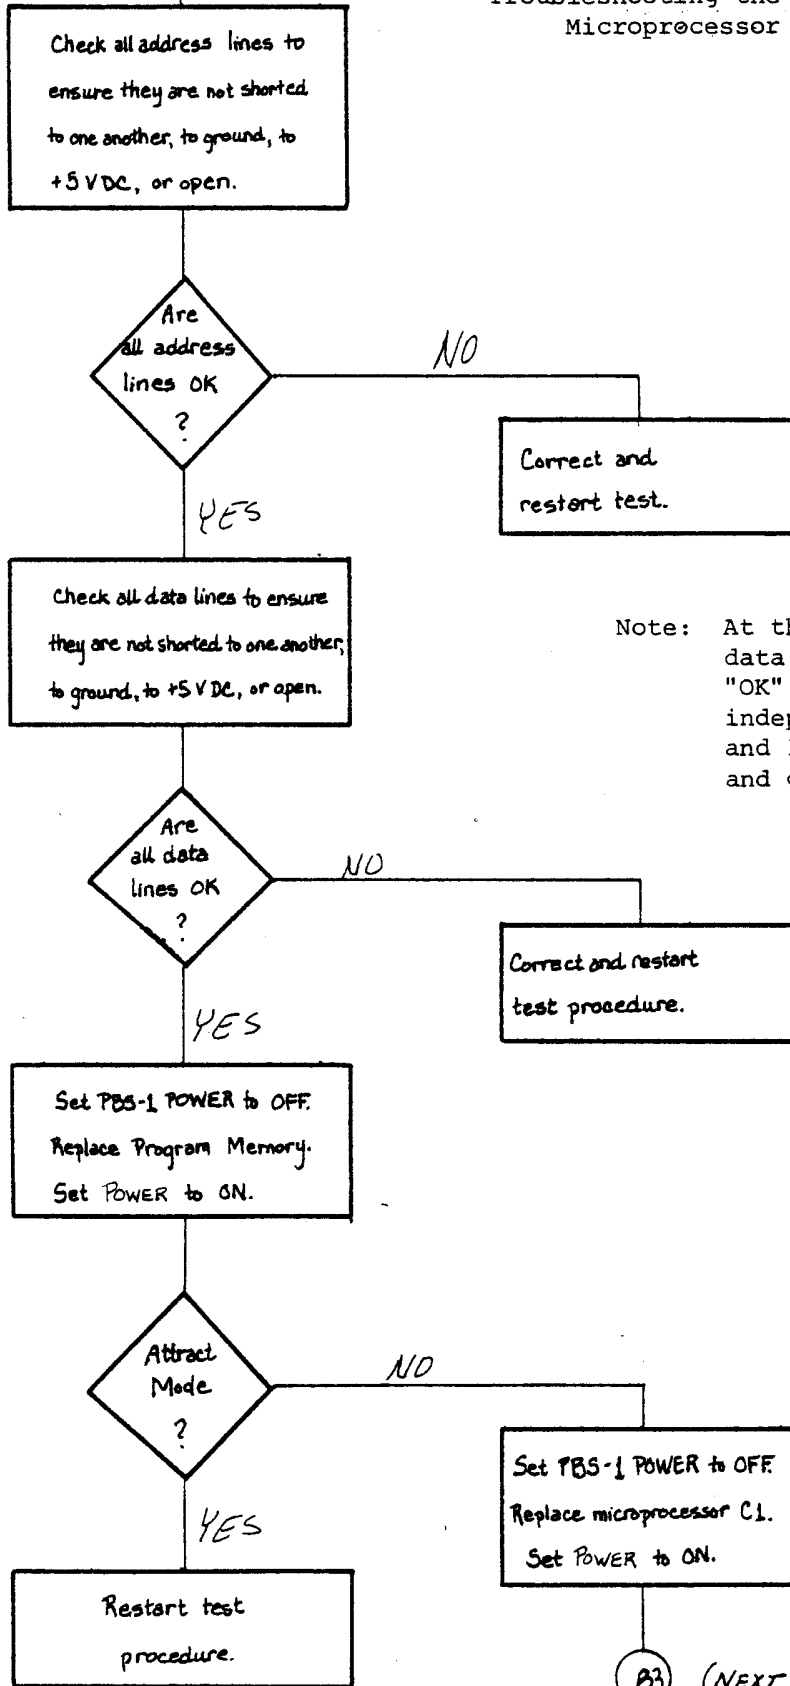 Troubleshooting the
Microprocessor
Check all address lines to
ensure they are not shorted
to one another, to ground, to
+5 VDC, or open.
Are
all address
lines OK
?
NO
Correct and
restart test.
YES
Check all data lines to ensure
they are not shorted to one another,
to ground, to +5 V DC, or open.
Note: At th
data
"OK"
indep
and
and
Are
all data
lines OK
?
NO
Correct and restart
test procedure.
YES
Set PBS-1 POWER to OFF.
Replace Program Memory.
Set POWER to ON.
Attract
Mode
?
NO
Set PBS-1 POWER to OFF.
Replace microprocessor C1.
Set POWER to ON.
YES
Restart test
procedure.
B3 (NEXT